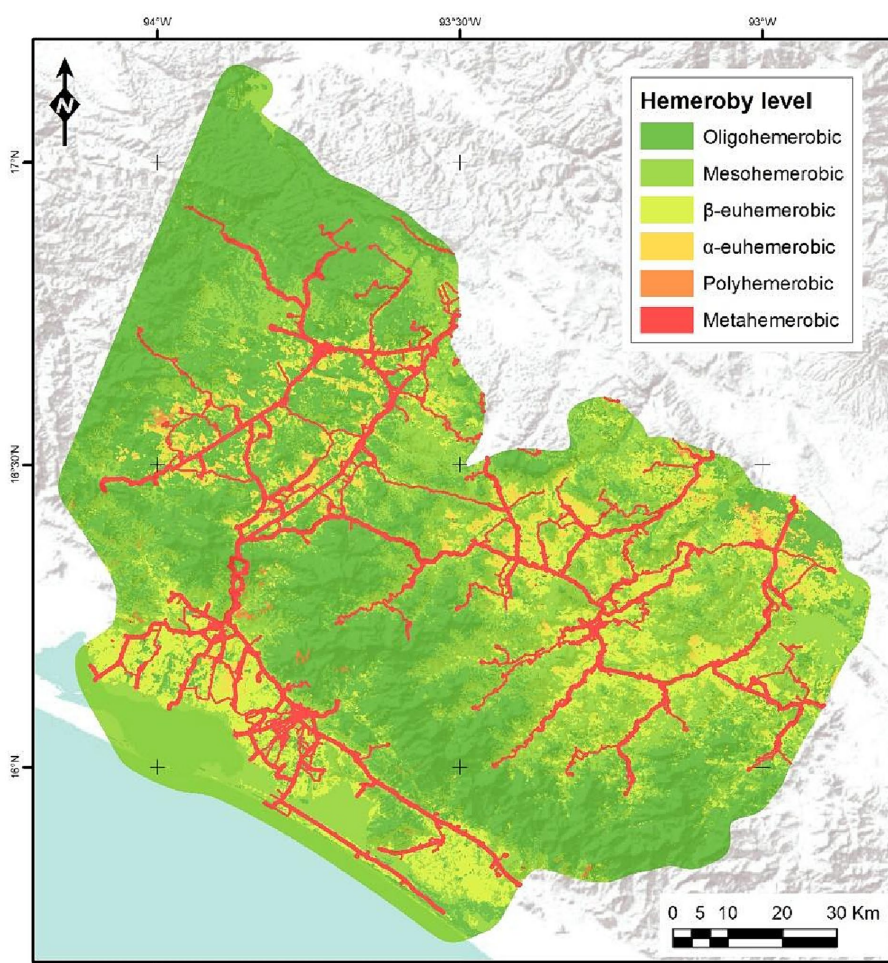 94°W
93°30'W
93°W
N
Hemeroby level
Oligohemerobic
Mesohemerobic
β-euhemerobic
α-euhemerobic
Polyhemerobic
Metahemerobic
17°N
16°30'N
16°N
0 5 10 20 30 Km